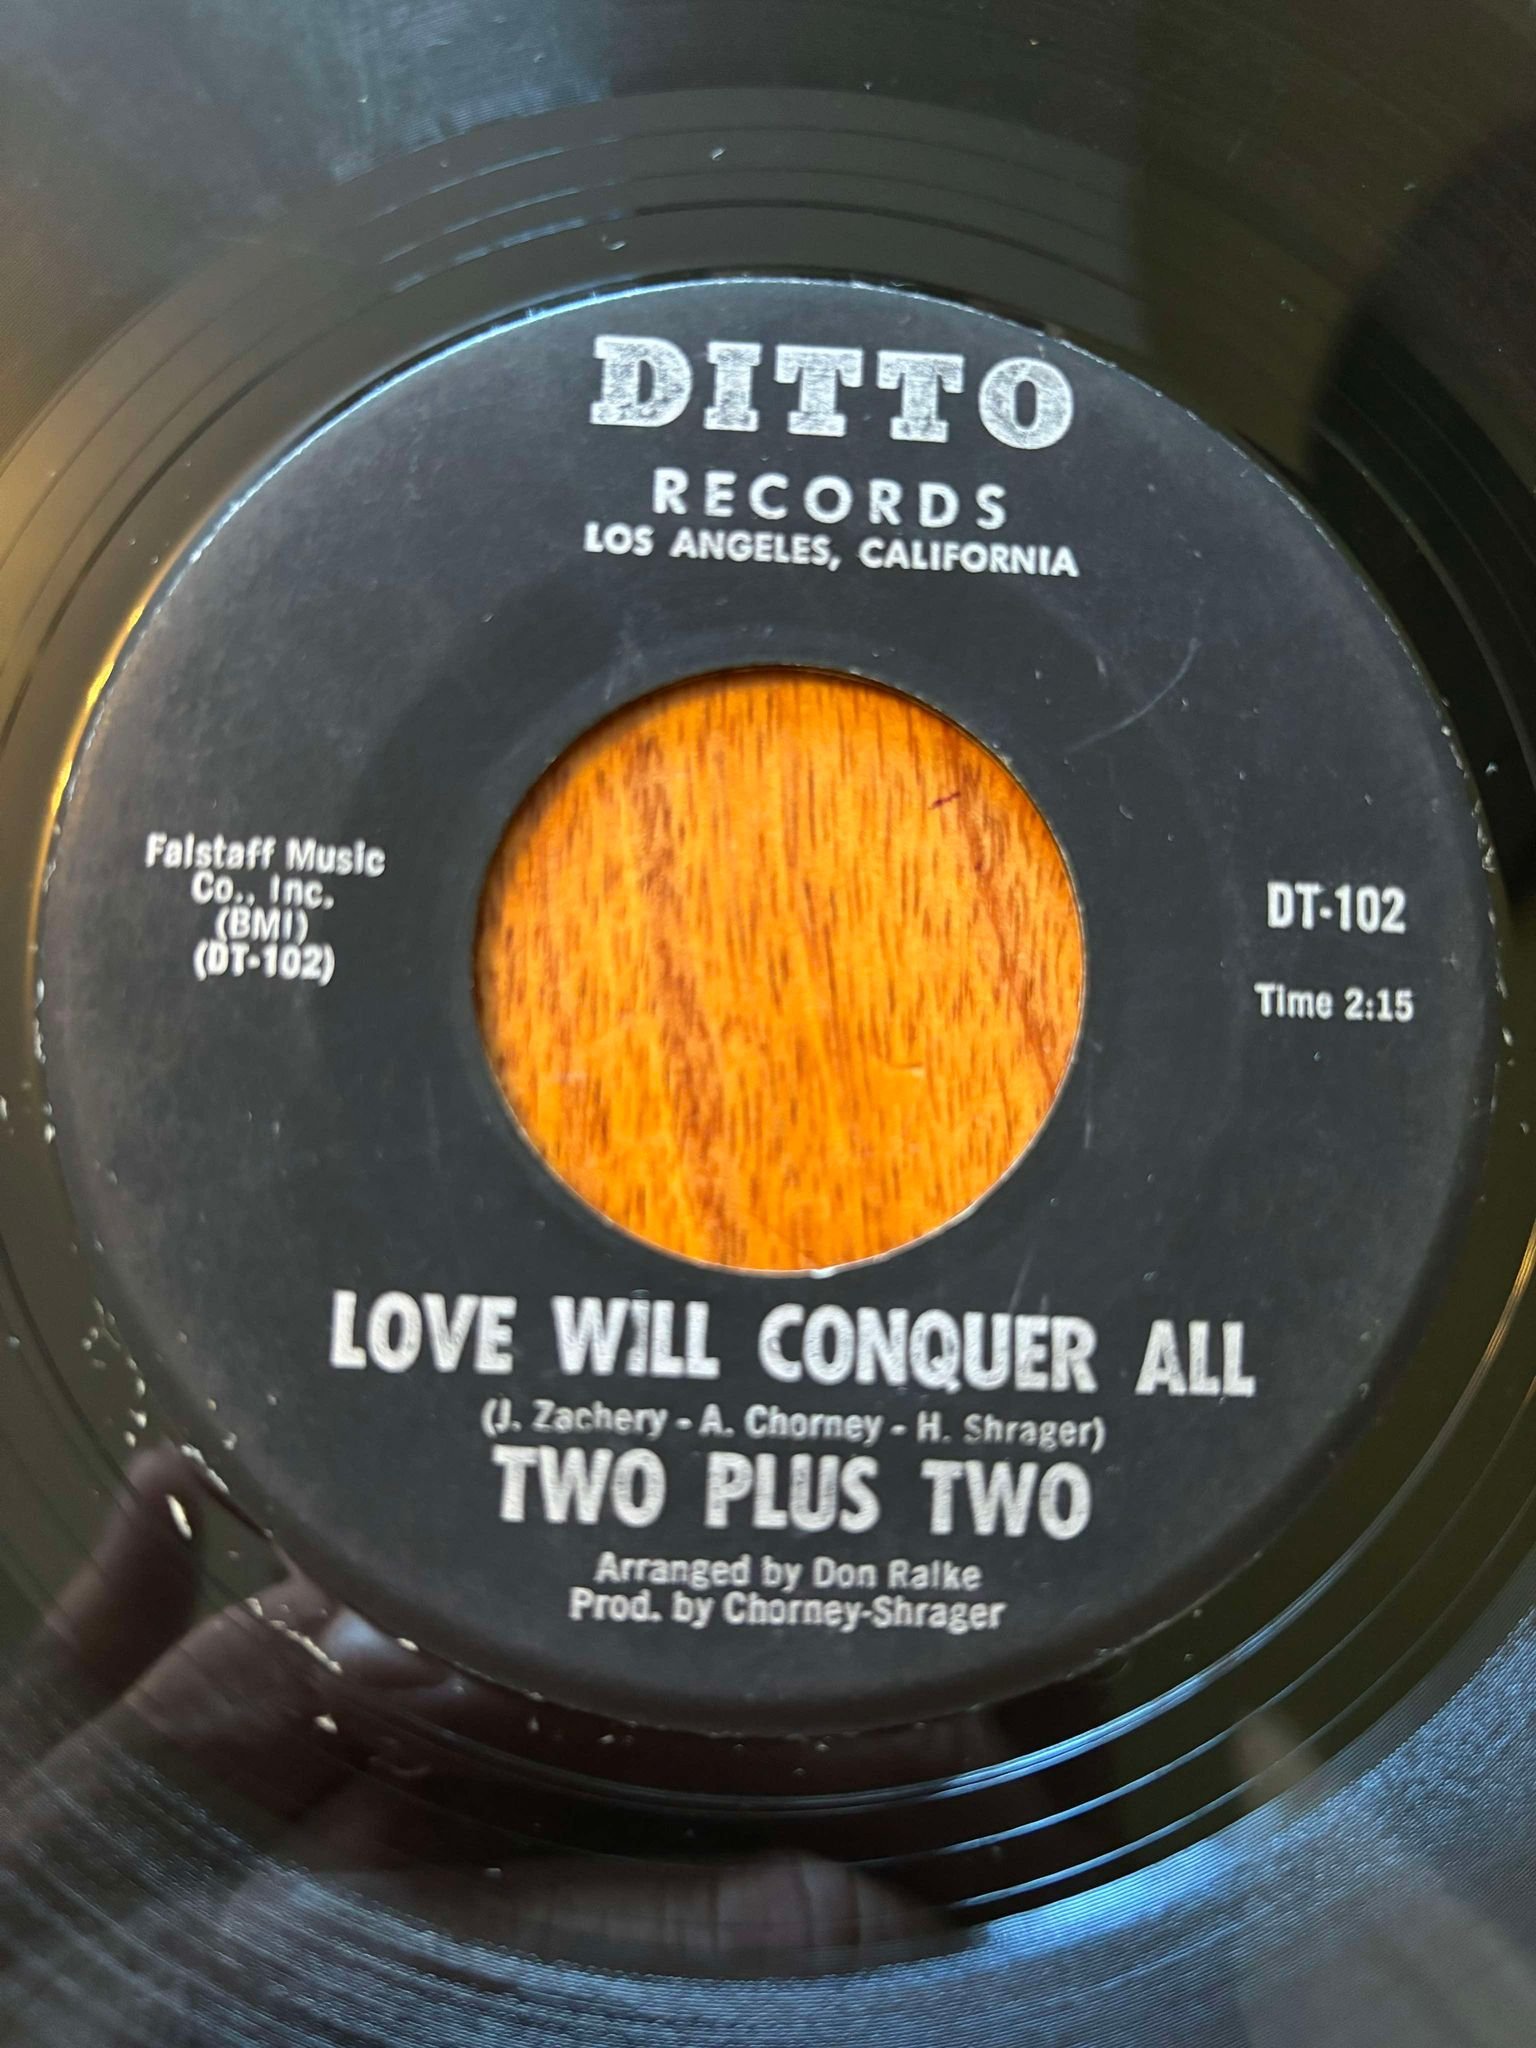 DITTO
RECORDS
LOS ANGELES, CALIFORNIA
Falstaff Music
Co., Inc.
(BMI)
(DT-102)
DT-102
Time 2:15
LOVE WILL CONQUER ALL
(J. Zachery - A. Chorney - H. Shrager)
TWO PLUS TWO
Arranged by Don Ralke
Prod. by Chorney-Shrager